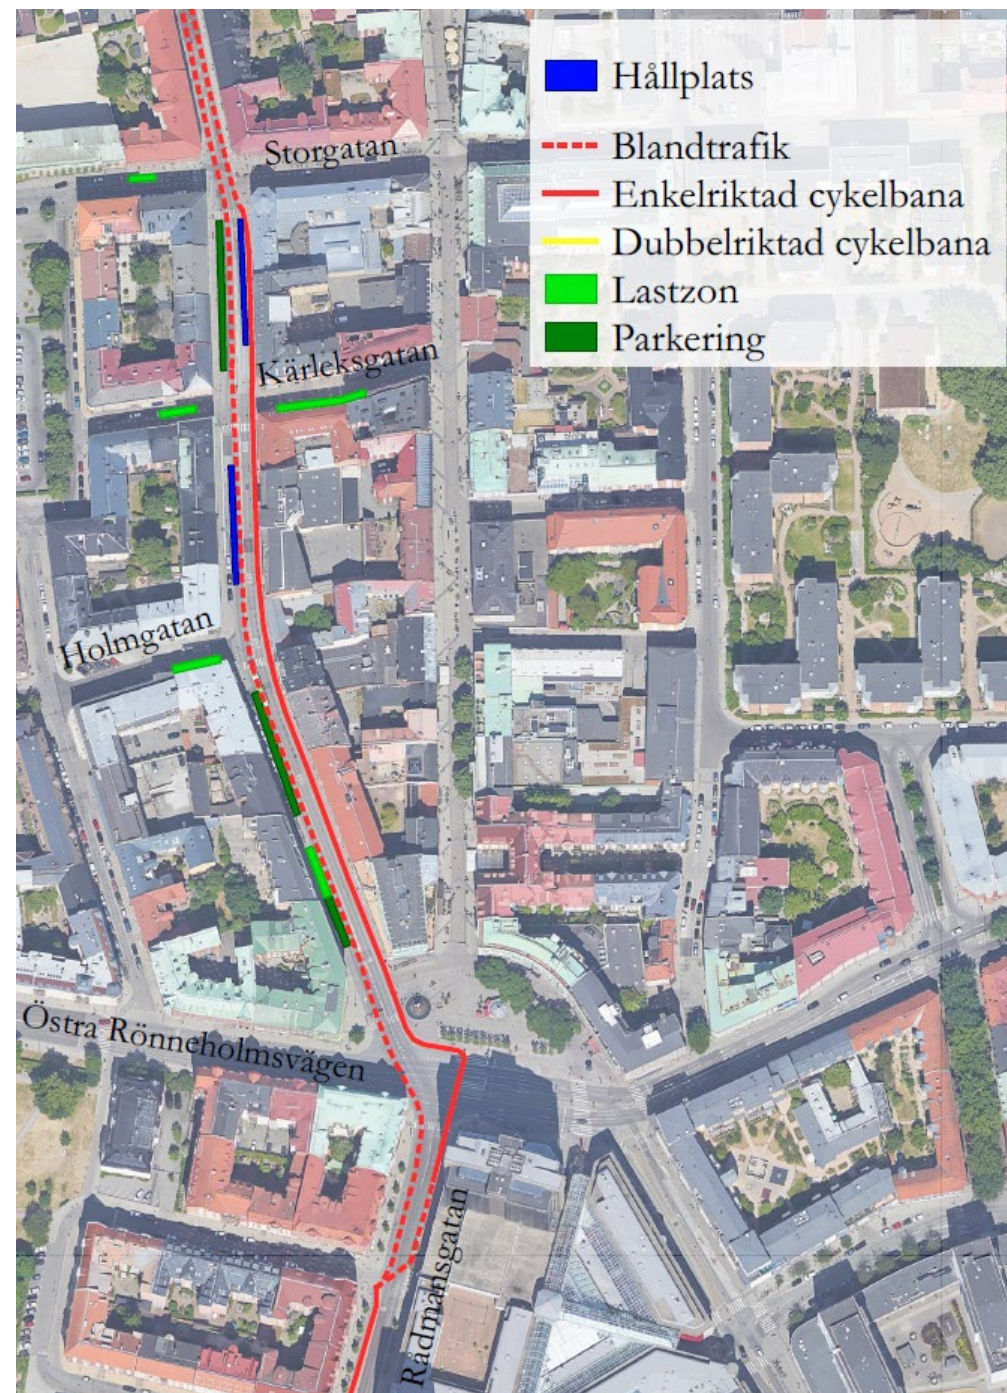 Hållplats
Blandtrafik
Enkelriktad cykelbana
Dubbelriktad cykelbana
Lastzon
Parkering
Storgatan
Kärleksgatan
Holmgatan
Östra Rönneholmsvägen
Rådmansgatan